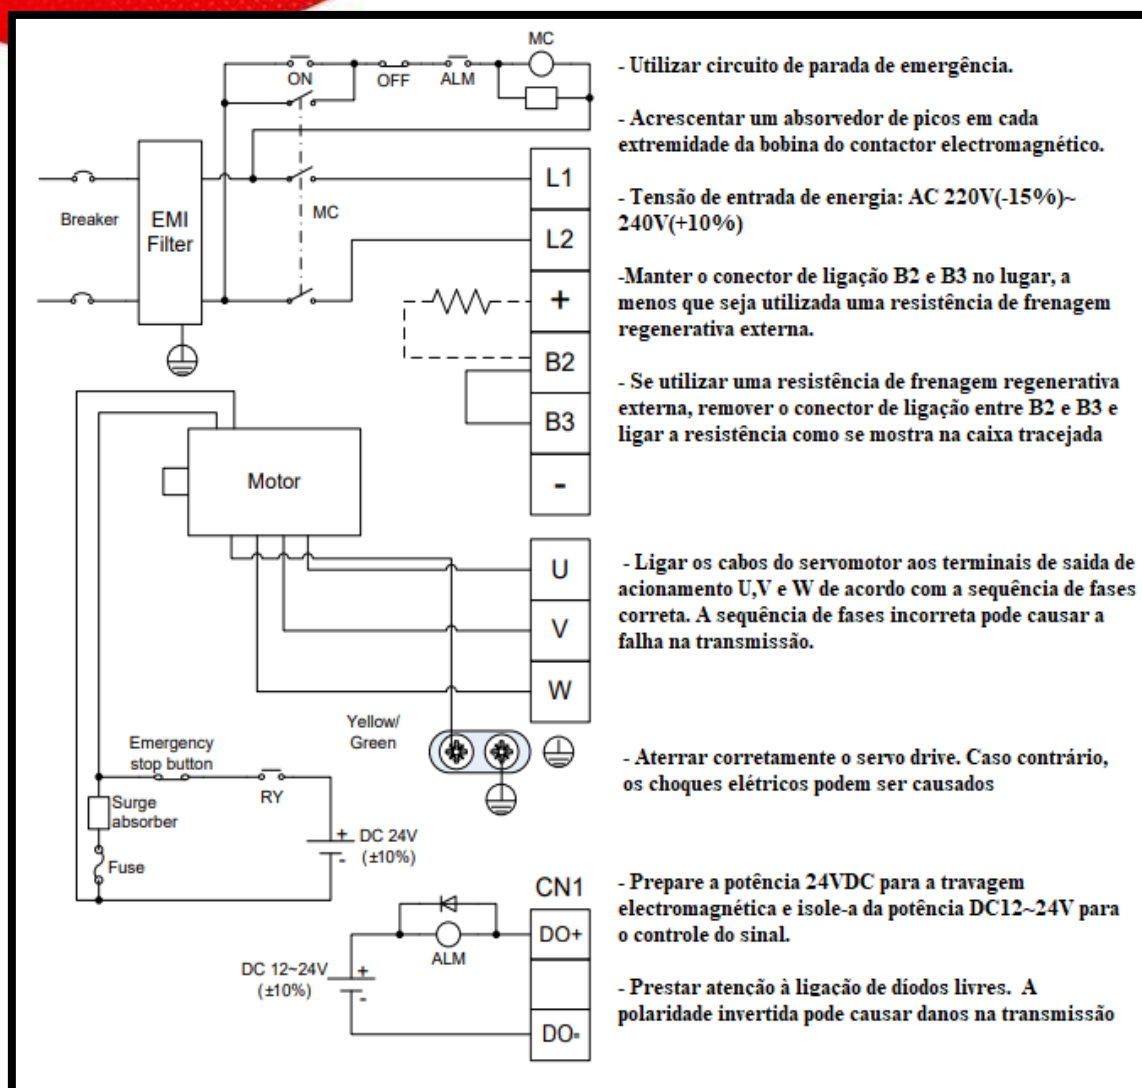 MC
ON
OFF
ALM
- Utilizar circuito de parada de emergência.
- Acrescentar um absorvedor de picos em cada
extremidade da bobina do contactor electromagnético.
Breaker
EMI
Filter
MC
L1
L2
+
B2
B3
-
- Tensão de entrada de energia: AC 220V(-15%)~
240V(+10%)
-Manter o conector de ligação B2 e B3 no lugar, a
menos que seja utilizada uma resistência de frenagem
regenerativa externa.
- Se utilizar uma resistência de frenagem regenerativa
externa, remover o conector de ligação entre B2 e B3 e
ligar a resistência como se mostra na caixa tracejada
Motor
U
V
W
- Ligar os cabos do servomotor aos terminais de saida de
acionamento U,V e W de acordo com a sequência de fases
correta. A sequência de fases incorreta pode causar a
falha na transmissão.
Yellow/
Green
- Aterrar corretamente o servo drive. Caso contrário,
os choques elétricos podem ser causados
Emergency
stop button
RY
Surge
absorber
Fuse
+ DC 24V
- (±10%)
CN1
DO+
DO-
ALM
DC 12~24V
(±10%)
+
-
- Prepare a potência 24VDC para a travagem
electromagnética e isole-a da potência DC12~24V para
o controle do sinal.
- Prestar atenção à ligação de díodos livres. A
polaridade invertida pode causar danos na transmissão